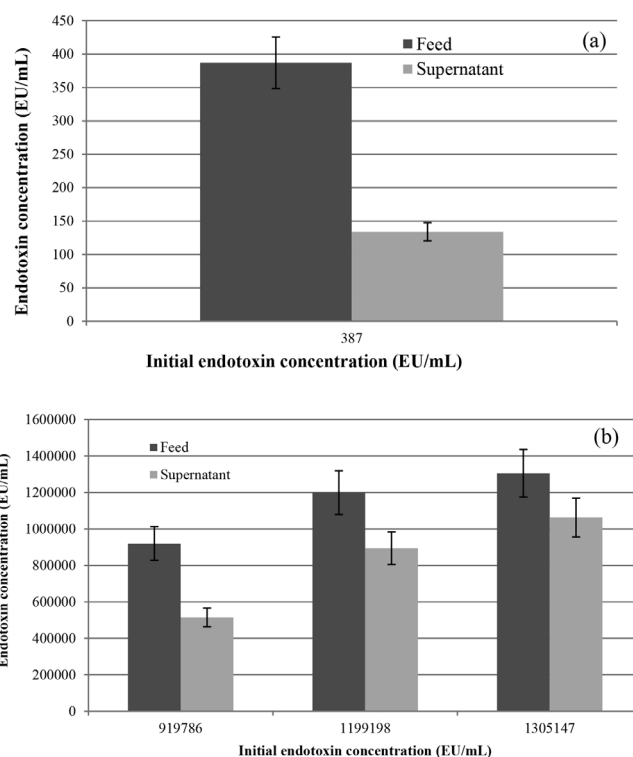 450
400
350
300
250
200
150
100
50
0
Endotoxin concentration (EU/mL)
(a)
Feed
Supernatant
387
Initial endotoxin concentration (EU/mL)
1600000
1400000
1200000
1000000
800000
600000
400000
200000
0
Endotoxin concentration (EU/mL)
(b)
Feed
Supernatant
919786 1199198 1305147
Initial endotoxin concentration (EU/mL)